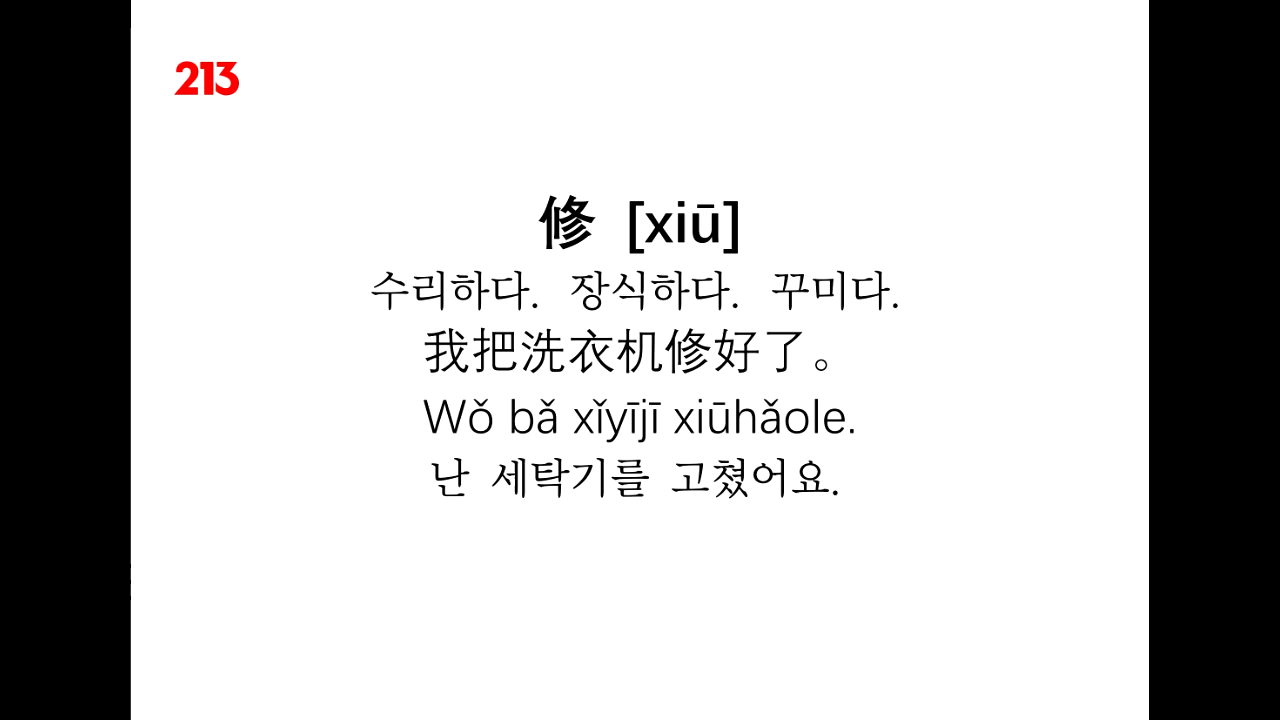 213
修 [xiū]
수리하다. 장식하다. 꾸미다.
我把洗衣机修好了。
Wǒ bǎ xǐyījī xiūhǎole.
난 세탁기를 고쳤어요.